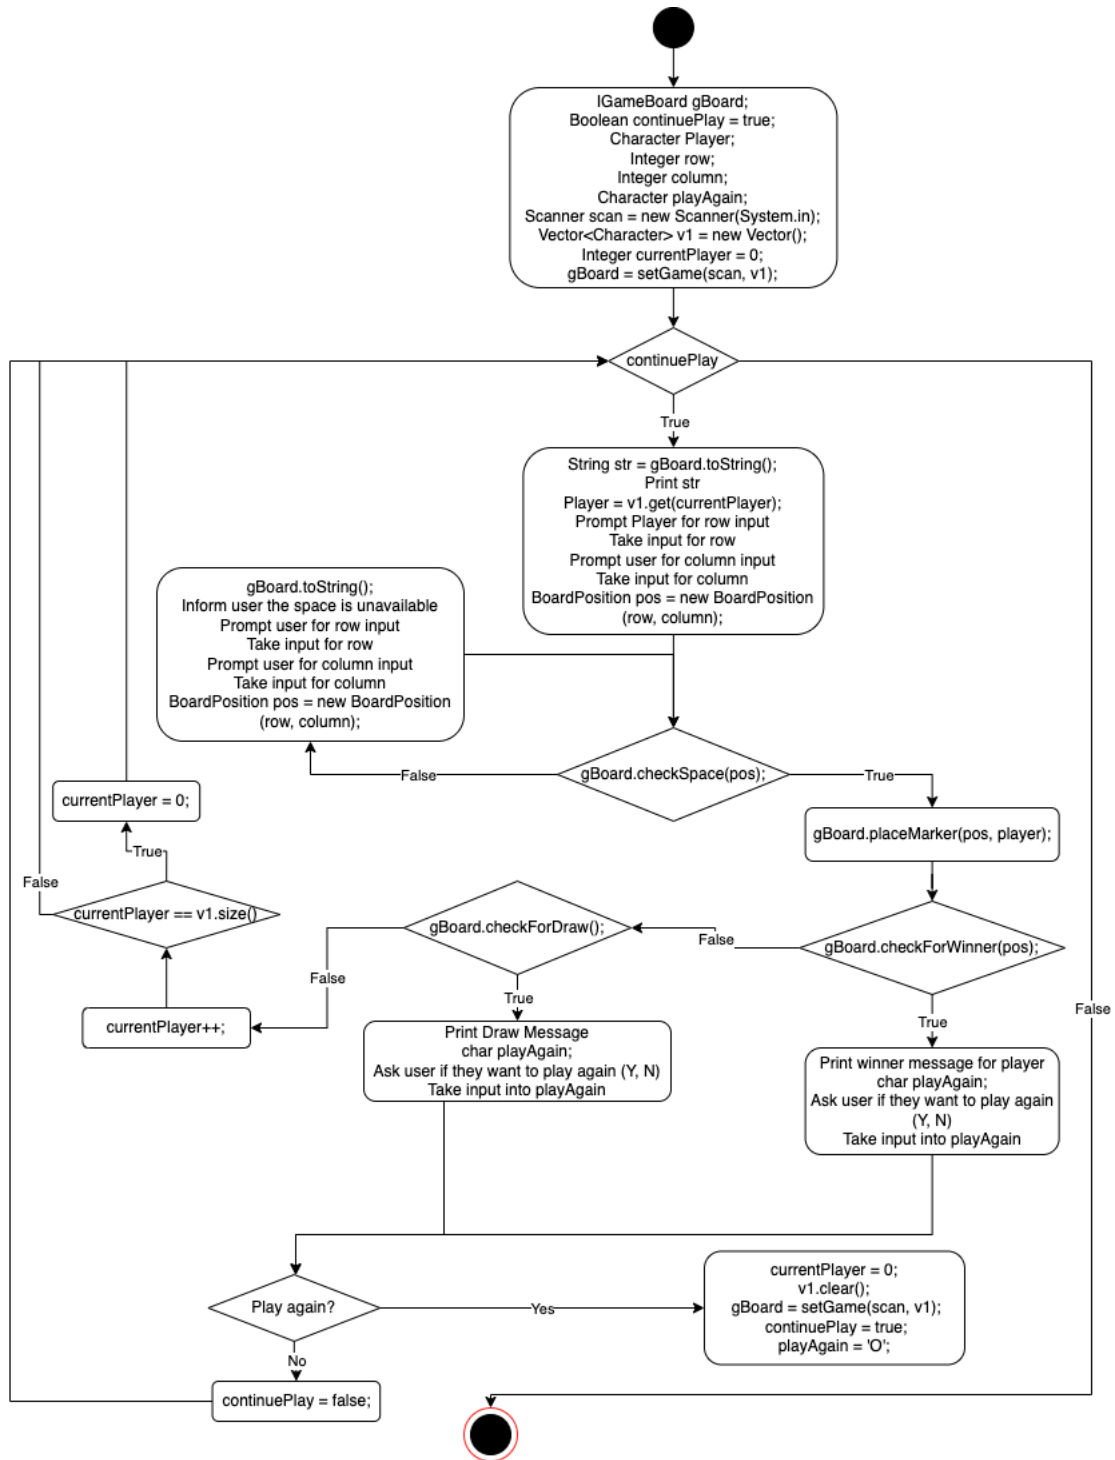 IGameBoard gBoard;
Boolean continuePlay = true;
Character Player;
Integer row;
Integer column;
Character playAgain;
Scanner scan = new Scanner(System.in);
Vector<Character> v1 = new Vector();
Integer currentPlayer = 0;
gBoard = setGame(scan, v1);
continuePlay
True
String str = gBoard.toString();
Print str
Player = v1.get(currentPlayer);
Prompt Player for row input
Take input for row
Prompt user for column input
Take input for column
BoardPosition pos = new BoardPosition
(row, column);
gBoard.toString();
Inform user the space is unavailable
Prompt user for row input
Take input for row
Prompt user for column input
Take input for column
BoardPosition pos = new BoardPosition
(row, column);
gBoard.checkSpace(pos);
False
True
currentPlayer = 0;
gBoard.placeMarker(pos, player);
True
False
currentPlayer == v1.size()
gBoard.checkForDraw();
False
gBoard.checkForWinner(pos);
False
True
True
False
currentPlayer++;
Print Draw Message
char playAgain;
Ask user if they want to play again (Y, N)
Take input into playAgain
Print winner message for player
char playAgain;
Ask user if they want to play again
(Y, N)
Take input into playAgain
Play again?
Yes
currentPlayer = 0;
v1.clear();
gBoard = setGame(scan, v1);
continuePlay = true;
playAgain = 'O';
No
continuePlay = false;